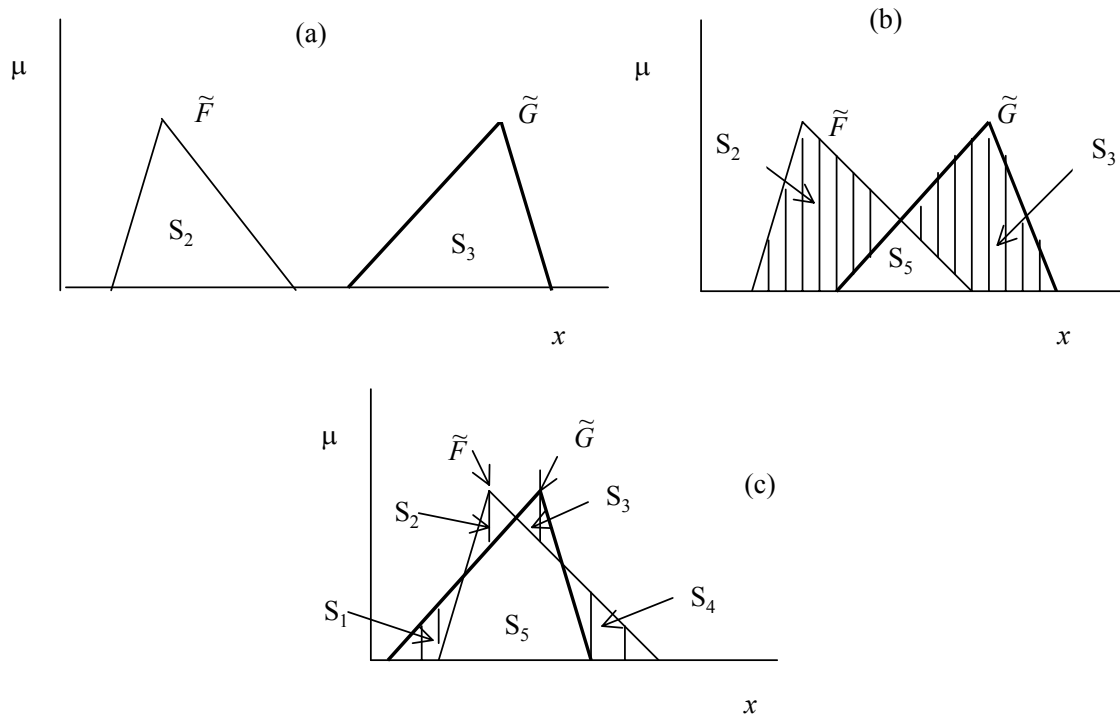 (a)
μ
F̃
G̃
S₂
S₃
x
(b)
μ
F̃
G̃
S₂
S₃
S₅
x
(c)
μ
F̃
G̃
S₂
S₃
S₁
S₄
S₅
x